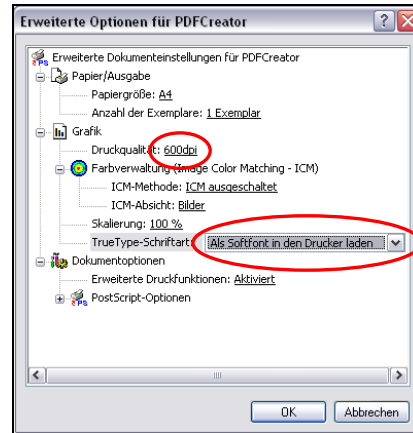 Erweiterte Optionen für PDFCreator
Erweiterte Dokumenteinstellungen für PDFCreator
Papier/Ausgabe
Papiergröße: A4
Anzahl der Exemplare: 1 Exemplar
Grafik
Druckqualität: 600dpi
Farbverwaltung (Image Color Matching - ICM)
ICM-Methode: ICM ausgeschaltet
ICM-Absicht: Bilder
Skalierung: 100 %
TrueType-Schriftart: Als Softfont in den Drucker laden
Dokumentoptionen
Erweiterte Druckfunktionen: Aktiviert
PostScript-Optionen
OK Abbrechen